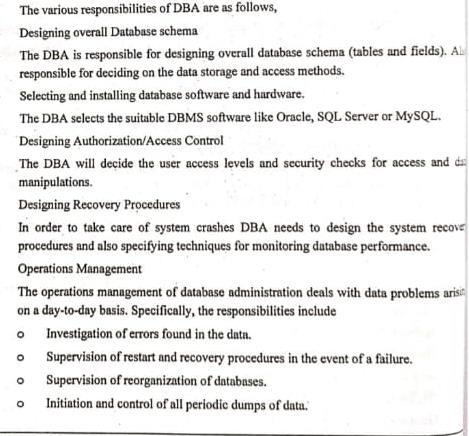 The various responsibilities of DBA are as follows,
Designing overall Database schema
The DBA is responsible for designing overall database schema (tables and fields).
responsible for deciding on the data storage and access methods.
Selecting and installing database software and hardware.
The DBA selects the suitable DBMS software like Oracle, SQL Server or MySQL.
Designing Authorization/Access Control
The DBA will decide the user access levels and security checks for access and
manipulations.
Designing Recovery Procedures
In order to take care of system crashes DBA needs to design the system recover
procedures and also specifying techniques for monitoring database performance.
Operations Management
The operations management of database administration deals with data problems
on a day-to-day basis. Specifically, the responsibilities include
o Investigation of errors found in the data.
o Supervision of restart and recovery procedures in the event of a failure.
o Supervision of reorganization of databases.
o Initiation and control of all periodic dumps of data.